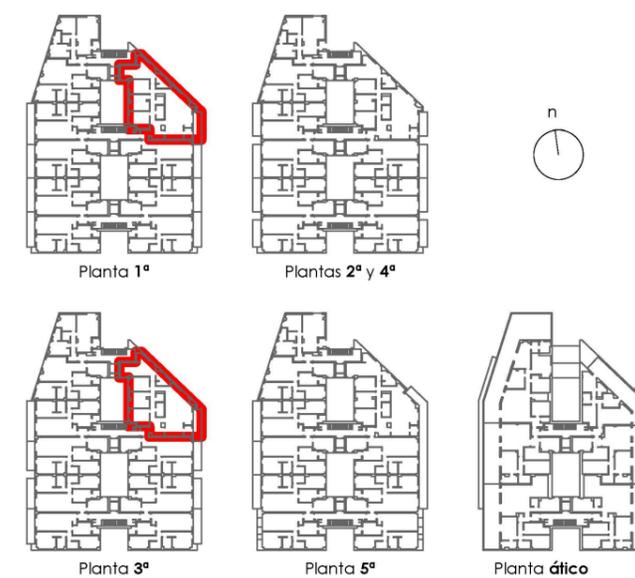 n
Planta 1ª
Plantas 2ª y 4ª
Planta 3ª
Planta 5ª
Planta ático